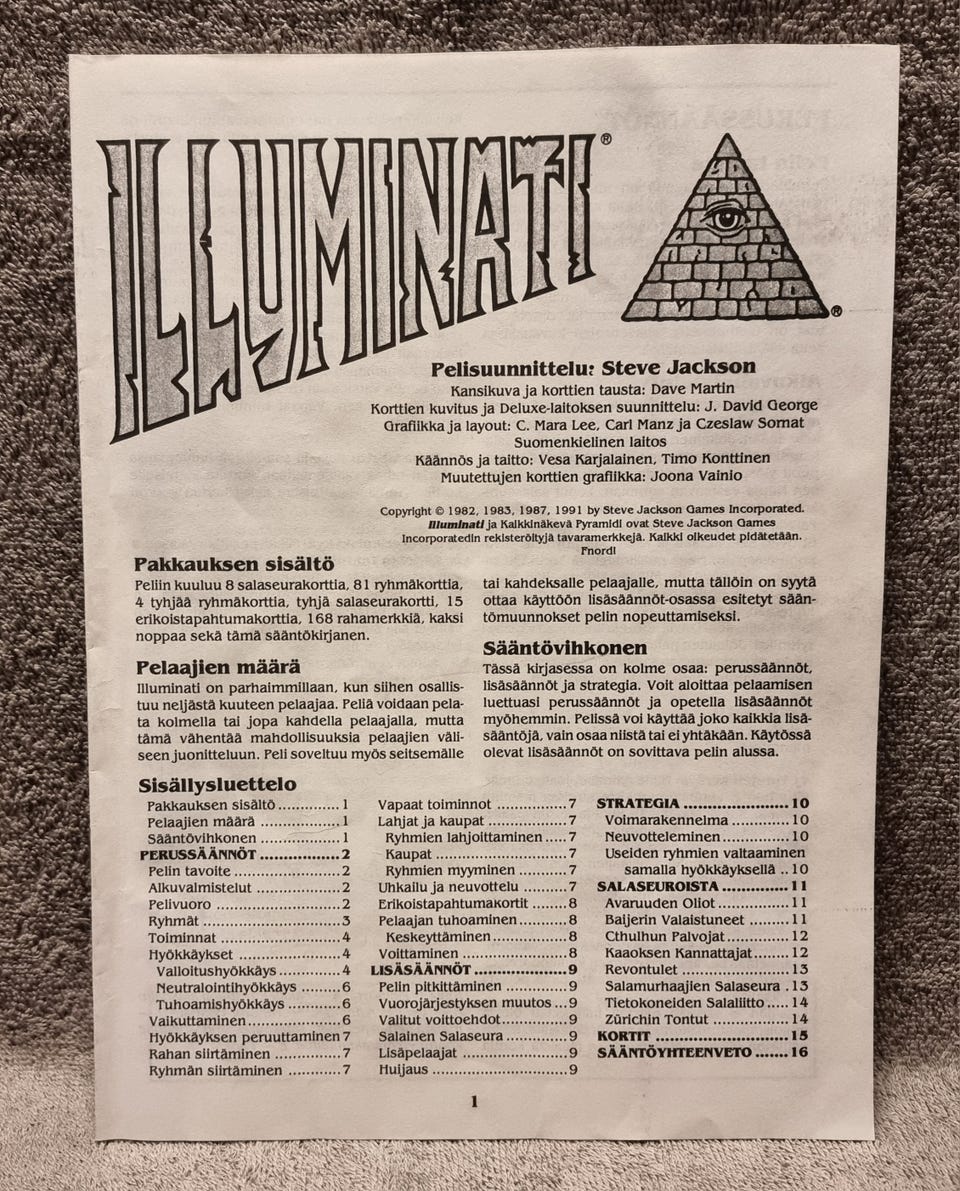 ILLUMINATI®
®
Pelisuunnittelu: Steve Jackson
Kansikuva ja korttien tausta: Dave Martin
Korttien kuvitus ja Deluxe-laitoksen suunnittelu: J. David George
Grafiikka ja layout: C. Mara Lee, Carl Manz ja Czeslaw Sornat
Suomenkielinen laitos
Käännös ja taitto: Vesa Karjalainen, Timo Konttinen
Muutettujen korttien grafiikka: Joona Vainio
Copyright © 1982, 1983, 1987, 1991 by Steve Jackson Games Incorporated.
Illuminati ja Kaikkinäkevä Pyramidi ovat Steve Jackson Games
Incorporatedin rekisteröityjä tavaramerkkejä. Kaikki oikeudet pidätetään.
Fnord!
Pakkauksen sisältö
Peliin kuuluu 8 salaseurakorttia, 81 ryhmäkorttia,
4 tyhjää ryhmäkorttia, tyhjä salaseurakortti, 15
erikoistapahtumakorttia, 168 rahamerkkiä, kaksi
noppaa sekä tämä sääntökirjanen.
Pelaajien määrä
Illuminati on parhaimmillaan, kun siihen osallis-
tuu neljästä kuuteen pelaajaa. Peliä voidaan pela-
ta kolmella tai jopa kahdella pelaajalla, mutta
tämä vähentää mahdollisuuksia pelaajien väli-
seen juonitteluun. Peli soveltuu myös seitsemälle
tai kahdeksalle pelaajalle, mutta tällöin on syytä
ottaa käyttöön lisäsäännöt-osassa esitetyt sään-
tömuunnokset pelin nopeuttamiseksi.
Sääntövihkonen
Tässä kirjasessa on kolme osaa: perussäännöt,
lisäsäännöt ja strategia. Voit aloittaa pelaamisen
luettuasi perussäännöt ja opetella lisäsäännöt
myöhemmin. Pelissä voi käyttää joko kaikkia lisä-
sääntöjä, vain osaa niistä tai ei yhtäkään. Käytössä
olevat lisäsäännöt on sovittava pelin alussa.
Sisällysluettelo
Pakkauksen sisältö ............. 1
Pelaajien määrä ................. 1
Sääntövihkonen ................. 1
PERUSSÄÄNNÖT ................ 2
Pelin tavoite ....................... 2
Alkuvalmistelut .................. 2
Pelivuoro .......................... 2
Ryhmät ............................. 3
Toiminnat ......................... 4
Hyökkäykset ...................... 4
Valloitushyökkäys ............. 4
Neutralointihyökkäys ........ 6
Tuhoamishyökkäys ........... 6
Vaikuttaminen .................... 6
Hyökkäyksen peruuttaminen 7
Rahan siirtäminen .............. 7
Ryhmän siirtäminen ........... 7
Vapaat toiminnot ............... 7
Lahjat ja kaupat ................. 7
Ryhmien lahjoittaminen ..... 7
Kaupat ............................ 7
Ryhmien myyminen .......... 7
Uhkailu ja neuvottelu .......... 7
Erikoistapahtumakortit ........ 8
Pelaajan tuhoaminen ........... 8
Keskeyttäminen ................ 8
Voittaminen ....................... 8
LISÄSÄÄNNÖT ................... 9
Pelin pitkittäminen ............. 9
Vuorojärjestyksen muutos ... 9
Valitut voittoehdot .............. 9
Salainen Salaseura ............. 9
Lisäpelaajat ....................... 9
Huijaus ............................. 9
STRATEGIA ....................... 10
Voimarakennelma ............. 10
Neuvotteleminen ............... 10
Useiden ryhmien valtaaminen
samalla hyökkäyksellä .. 10
SALASEUROISTA .............. 11
Avaruuden Oliot ................ 11
Baijerin Valaistuneet ......... 11
Cthulhun Palvojat .............. 12
Kaaoksen Kannattajat ........ 12
Revontulet ....................... 13
Salamurhaajien Salaseura . 13
Tietokoneiden Salaliitto ..... 14
Zürichin Tontut ................. 14
KORTIT ............................. 15
SÄÄNTÖYHTEENVETO ....... 16
1